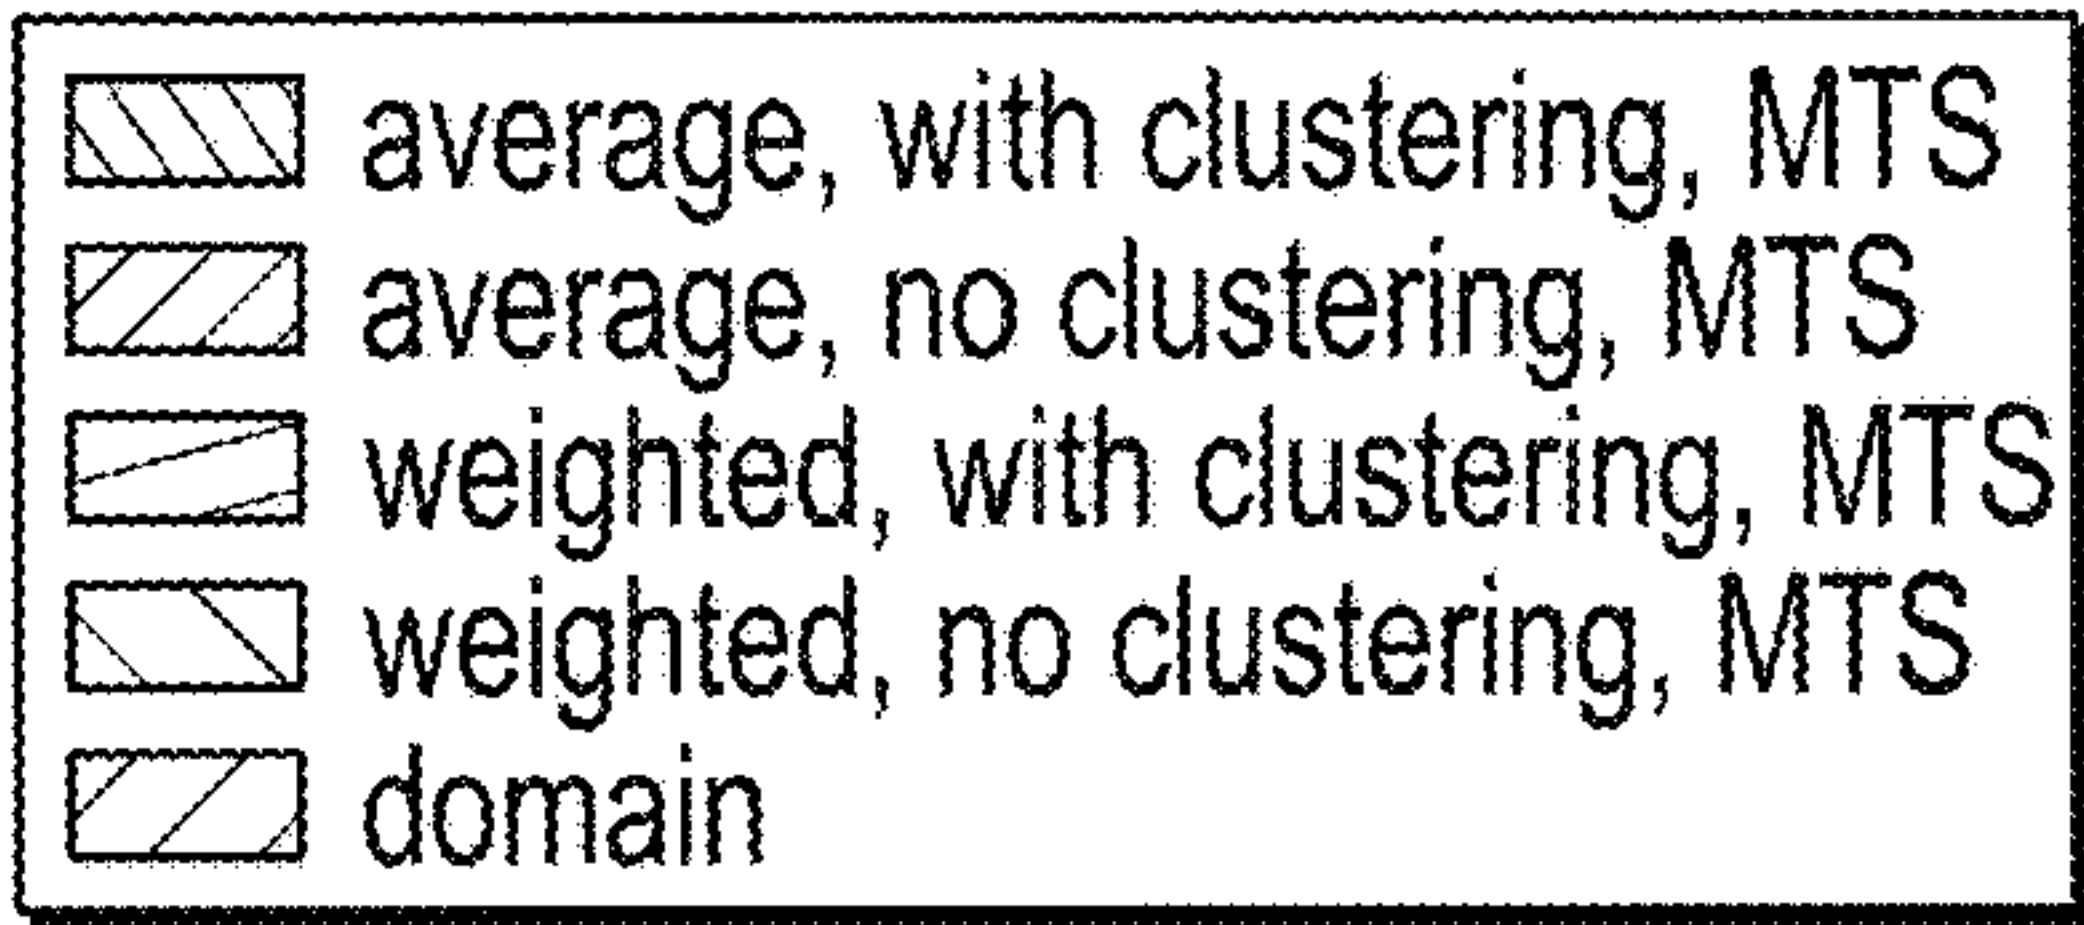 average, with clustering, MTS
average, no clustering, MTS
weighted, with clustering, MTS
weighted, no clustering, MTS
domain